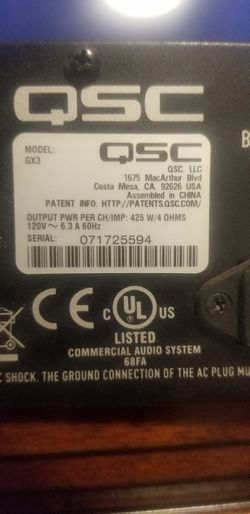 QSC
MODEL: QSC
GX3
QSC, LLC
1675 MacArthur Blvd
Costa Mesa, CA. 92626 USA
Assembled in CHINA
PATENT INFO: HTTP://PATENTS.QSC.COM/
OUTPUT PWR PER CH/IMP: 425 W/4 OHMS
120V ~ 6.3 A 60Hz
SERIAL: 071725594
CE C UL US
LISTED
COMMERCIAL AUDIO SYSTEM
68FA
C SHOCK, THE GROUND CONNECTION OF THE AC PLUG MU